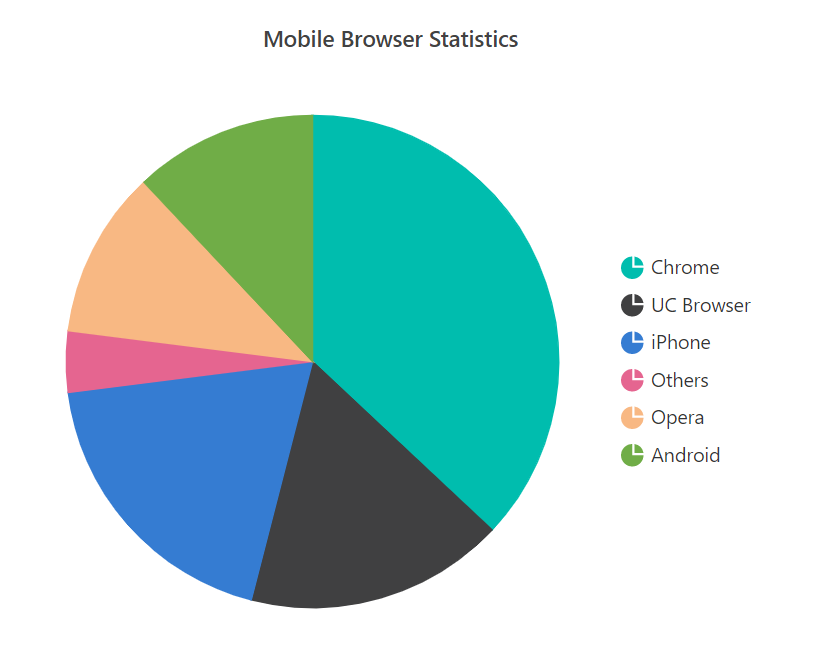 Mobile Browser Statistics
Chrome
UC Browser
iPhone
Others
Opera
Android